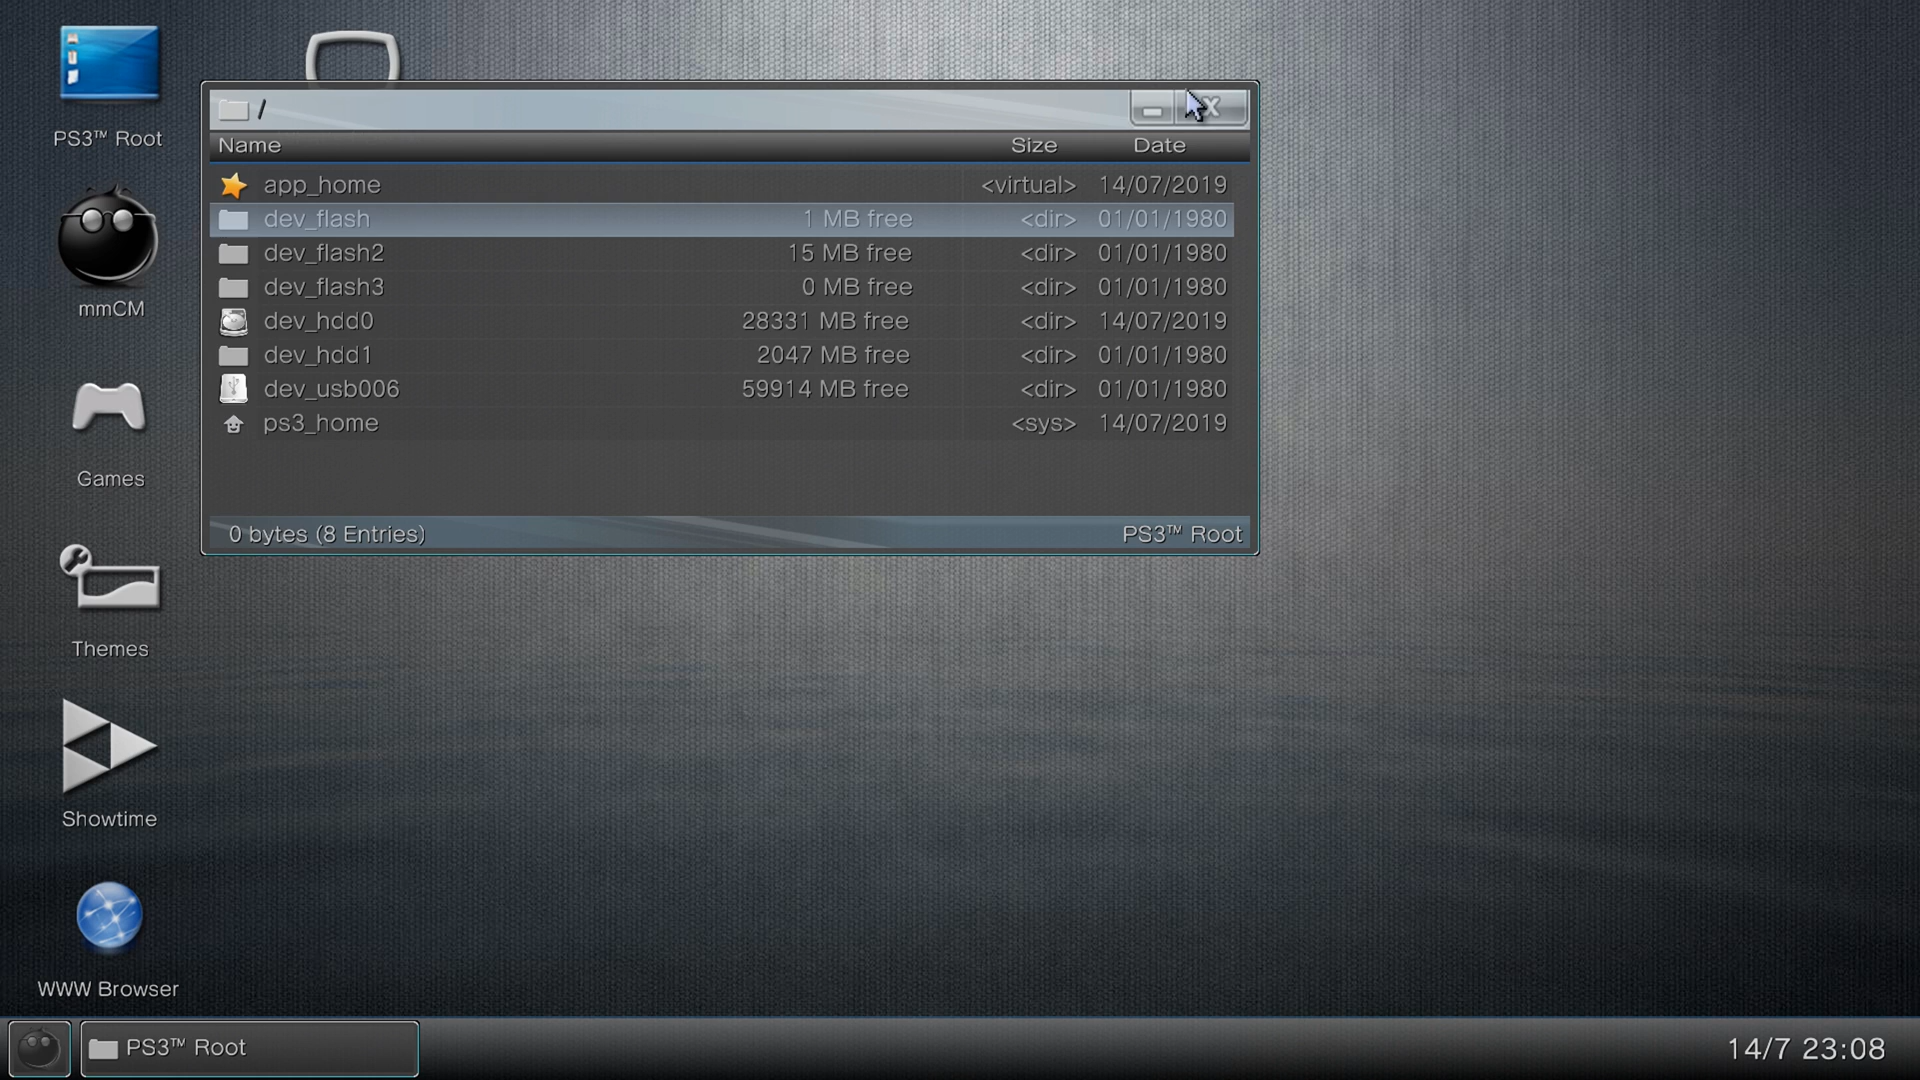 PS3™ Root
mmCM
Games
Themes
Showtime
WWW Browser
/
X
Name Size Date
app_home <virtual> 14/07/2019
dev_flash 1 MB free <dir> 01/01/1980
dev_flash2 15 MB free <dir> 01/01/1980
dev_flash3 0 MB free <dir> 01/01/1980
dev_hdd0 28331 MB free <dir> 14/07/2019
dev_hdd1 2047 MB free <dir> 01/01/1980
dev_usb006 59914 MB free <dir> 01/01/1980
ps3_home <sys> 14/07/2019
0 bytes (8 Entries) PS3™ Root
PS3™ Root
14/7 23:08